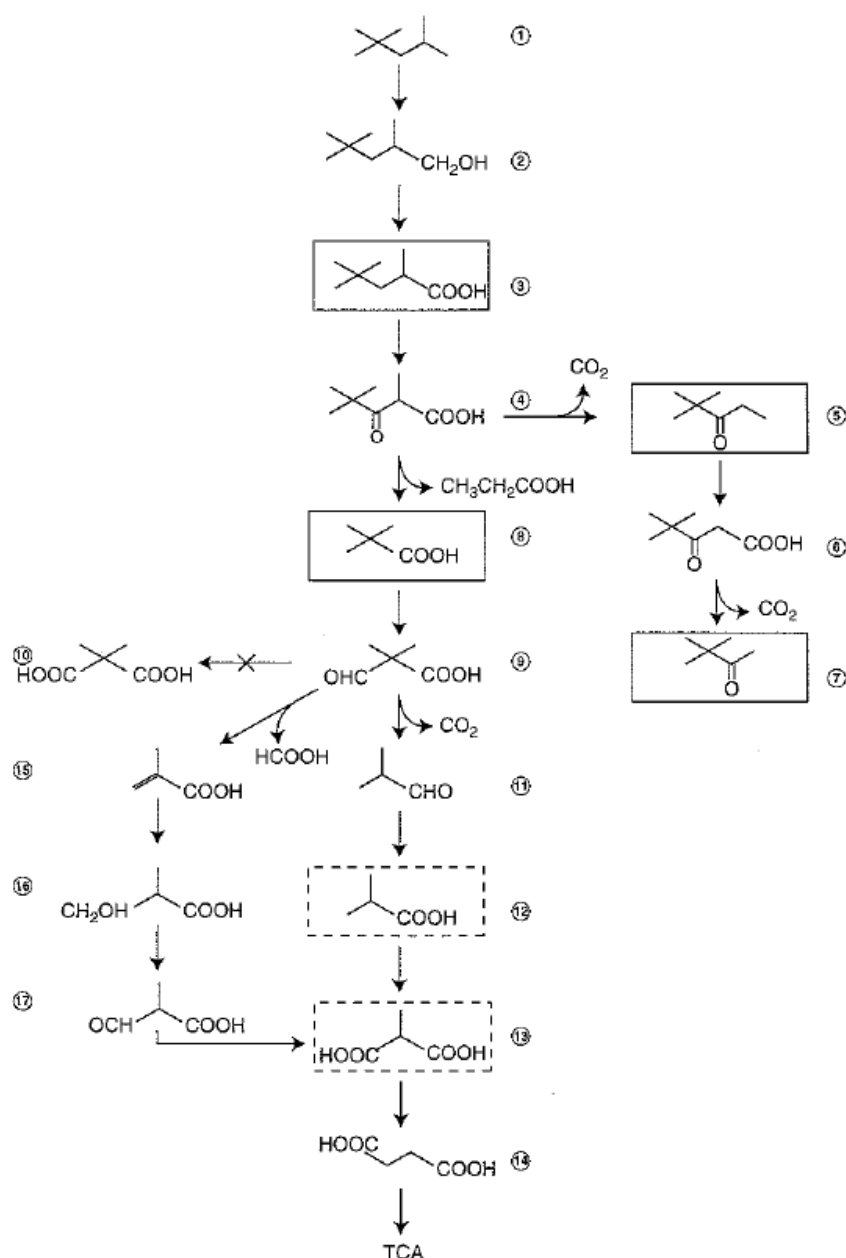 ①
CH₂OH ②
COOH ③
CO₂
④
COOH
O
⑤
O
CH₃CH₂COOH
COOH ⑧
COOH ⑥
O
CO₂
⑩
HOOC COOH
OHC COOH ⑨
O ⑦
HCOOH
CO₂
⑮
COOH
CHO ⑪
⑯
CH₂OH COOH
COOH ⑫
⑰
OCH COOH
HOOC COOH ⑬
HOOC
COOH ⑭
TCA